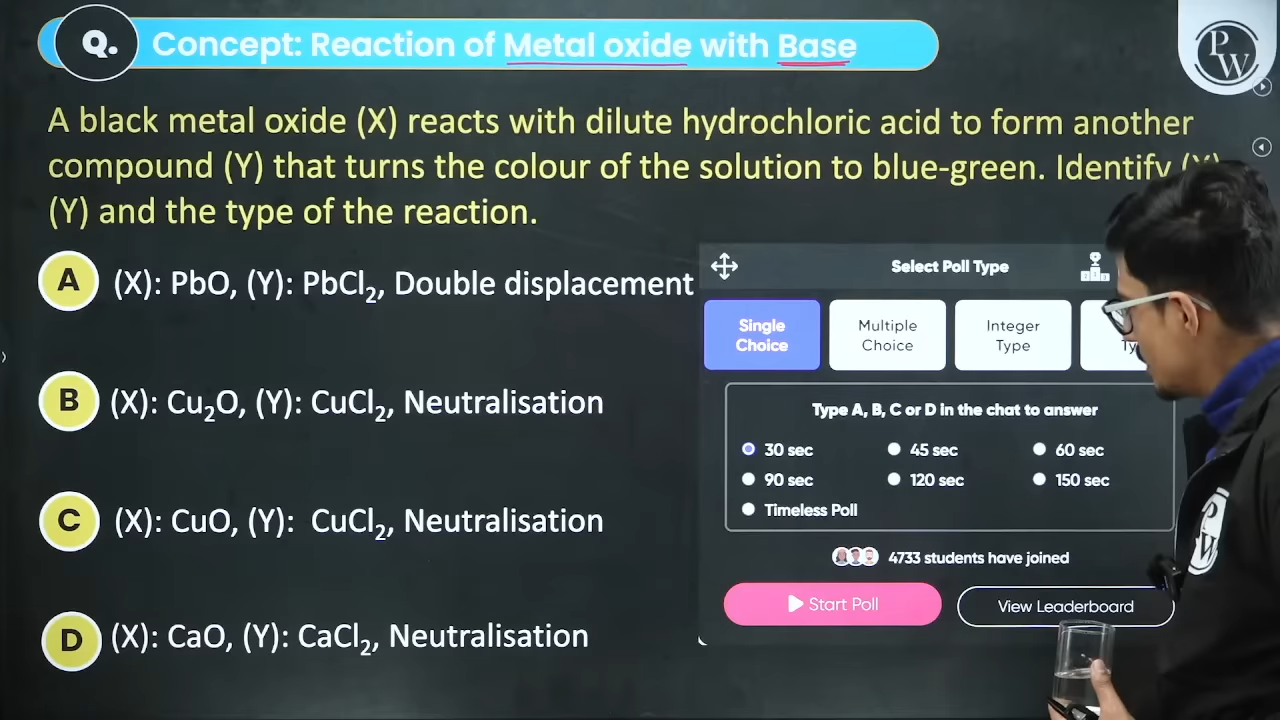 Q.
Concept: Reaction of Metal oxide with Base
PW
A black metal oxide (X) reacts with dilute hydrochloric acid to form another
compound (Y) that turns the colour of the solution to blue-green. Identify (X)
(Y) and the type of the reaction.
A (X): PbO, (Y): PbCl₂, Double displacement
B (X): Cu₂O, (Y): CuCl₂, Neutralisation
C (X): CuO, (Y): CuCl₂, Neutralisation
D (X): CaO, (Y): CaCl₂, Neutralisation
Select Poll Type
Single
Choice
Multiple
Choice
Integer
Type
Type A, B, C or D in the chat to answer
30 sec 45 sec 60 sec
90 sec 120 sec 150 sec
Timeless Poll
4733 students have joined
Start Poll
View Leaderboard
PW